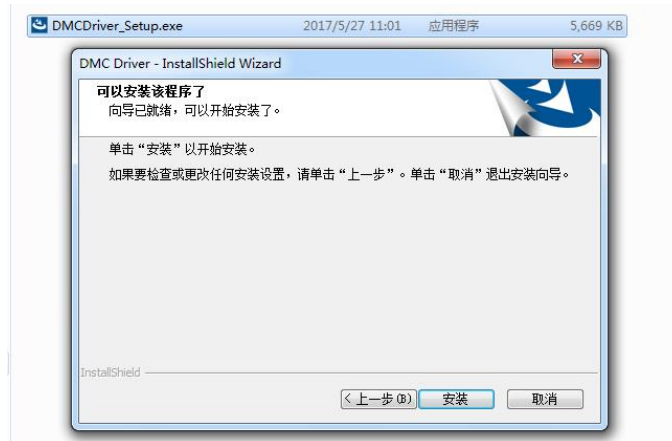 DMCDriver_Setup.exe 2017/5/27 11:01 应用程序 5,669 KB
DMC Driver - InstallShield Wizard
可以安装该程序了
向导已就绪，可以开始安装了。
单击“安装”以开始安装。
如果要检查或更改任何安装设置，请单击“上一步”。单击“取消”退出安装向导。
InstallShield
< 上一步(B) 安装 取消